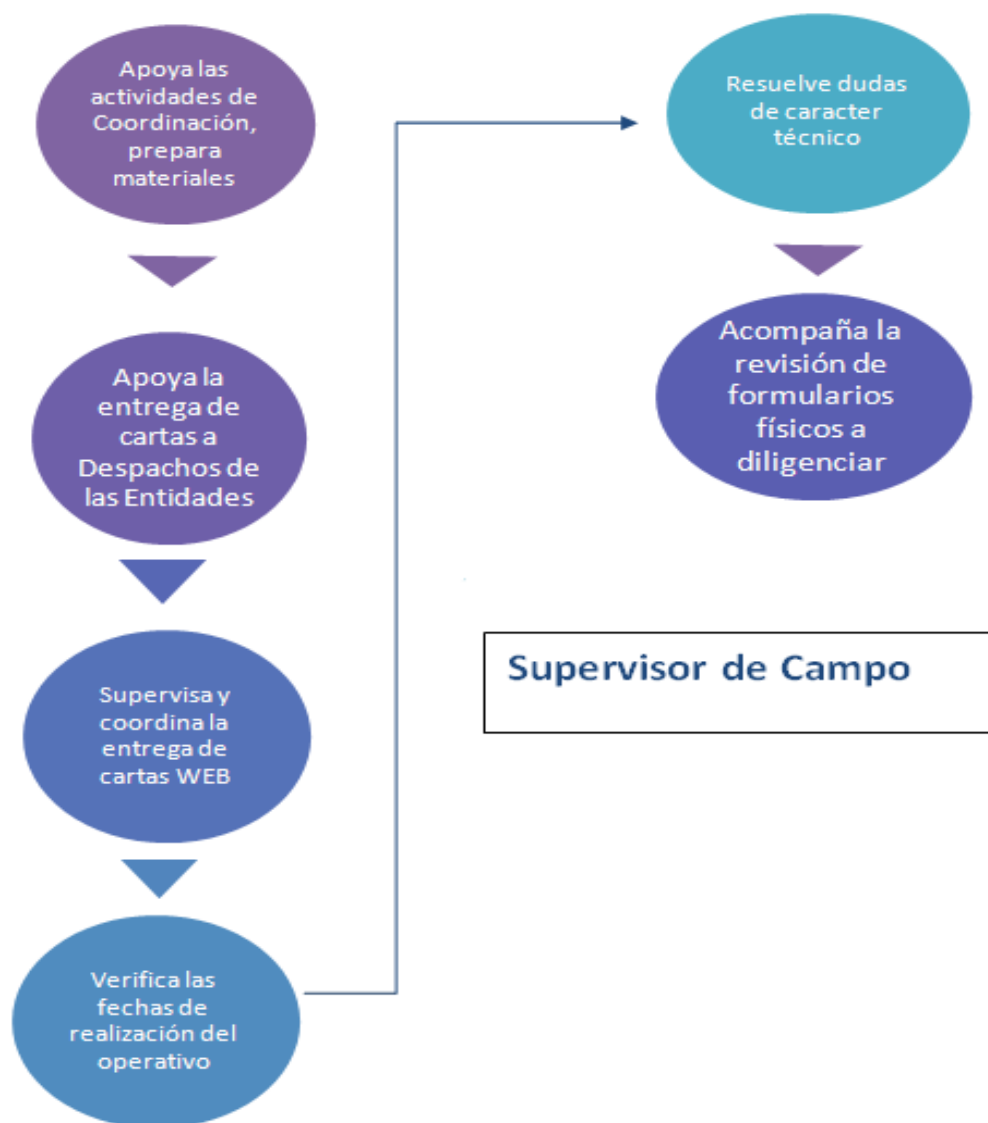 Apoya las
actividades de
Coordinación,
prepara
materiales
Apoya la
entrega de
cartas a
Despachos de
las Entidades
Supervisa y
coordina la
entrega de
cartas WEB
Verifica las
fechas de
realización del
operativo
Resuelve dudas
de caracter
técnico
Acompaña la
revisión de
formularios
físicos a
diligenciar
Supervisor de Campo